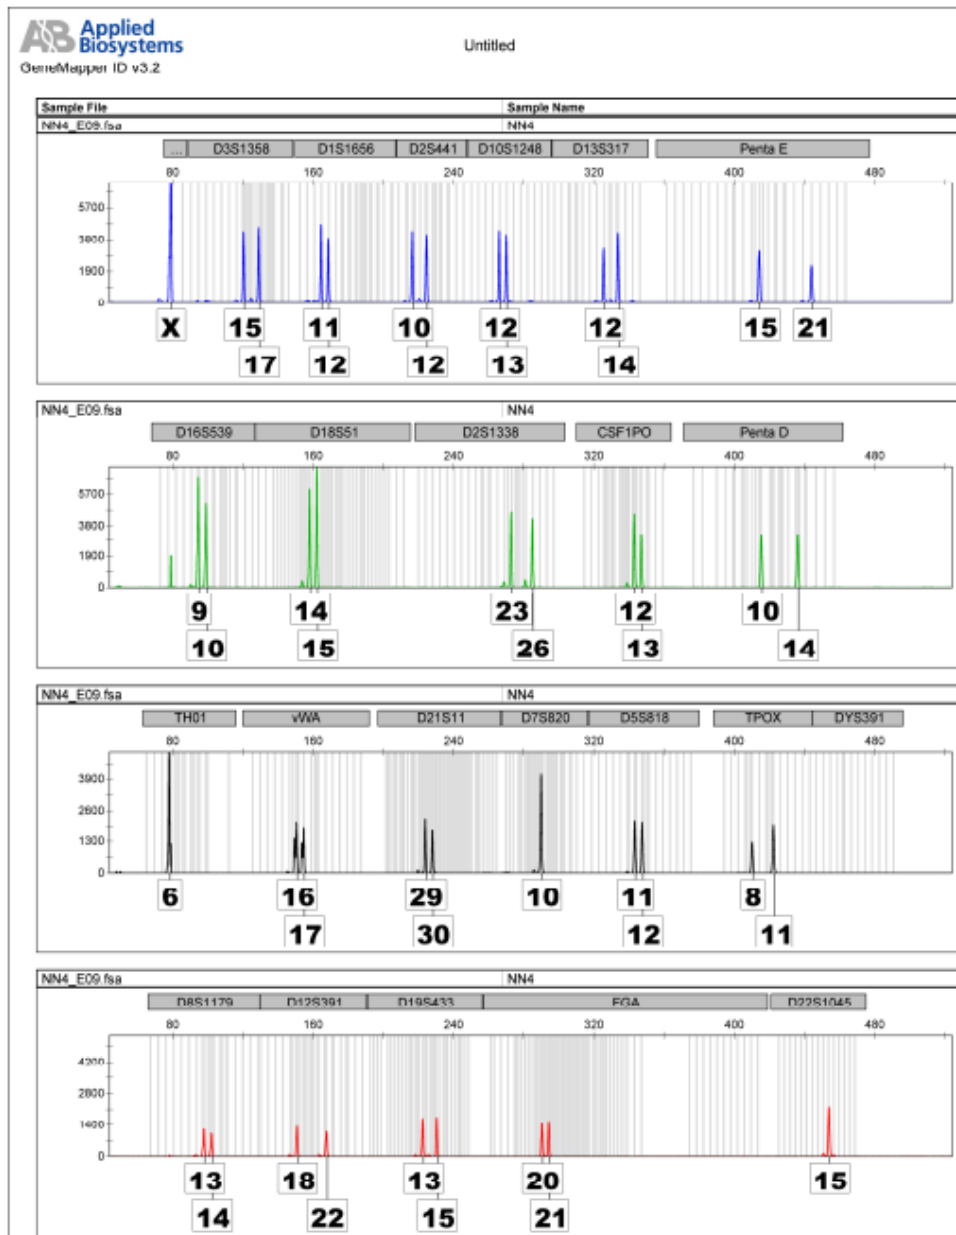 AB Applied
Biosystems
Untitled
GeneMapper ID v3.2
Sample File Sample Name
NN4_E09.fsa NN4
... D3S1358 D1S1656 D2S441 D10S1248 D13S317 Penta E
80 160 240 320 400 480
5700
3800
1900
0
X 15 11 10 12 12 15 21
17 12 12 13 14
NN4_E09.fsa NN4
D16S539 D18S51 D2S1338 CSF1PO Penta D
80 160 240 320 400 480
5700
3800
1900
0
9 14 23 12 10
10 15 26 13 14
NN4_E09.fsa NN4
TH01 vWA D21S11 D7S820 D5S818 TPOX DYS391
80 160 240 320 400 480
3900
2600
1300
0
6 16 29 10 11 8
17 30 12 11
NN4_E09.fsa NN4
D8S1179 D12S391 D19S433 FGA D22S1045
80 160 240 320 400 480
4200
2800
1400
0
13 18 13 20 15
14 22 15 21